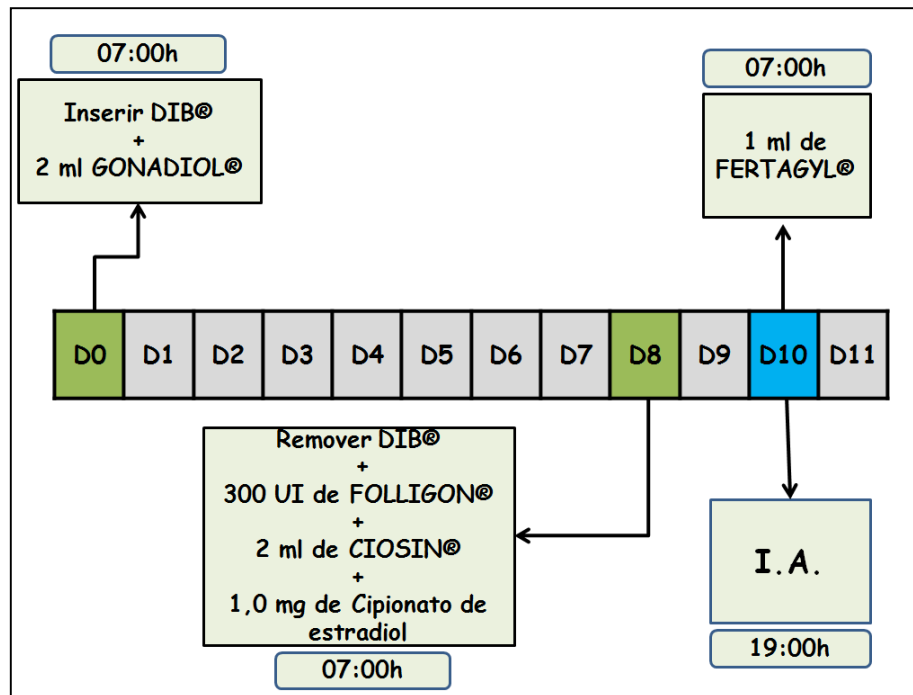 07:00h
Inserir DIB®
+
2 ml GONADIOL®
07:00h
1 ml de
FERTAGYL®
D0 D1 D2 D3 D4 D5 D6 D7 D8 D9 D10 D11
Remover DIB®
+
300 UI de FOLLIGON®
+
2 ml de CIOSIN®
+
1,0 mg de Cipionato de
estradiol
07:00h
I.A.
19:00h